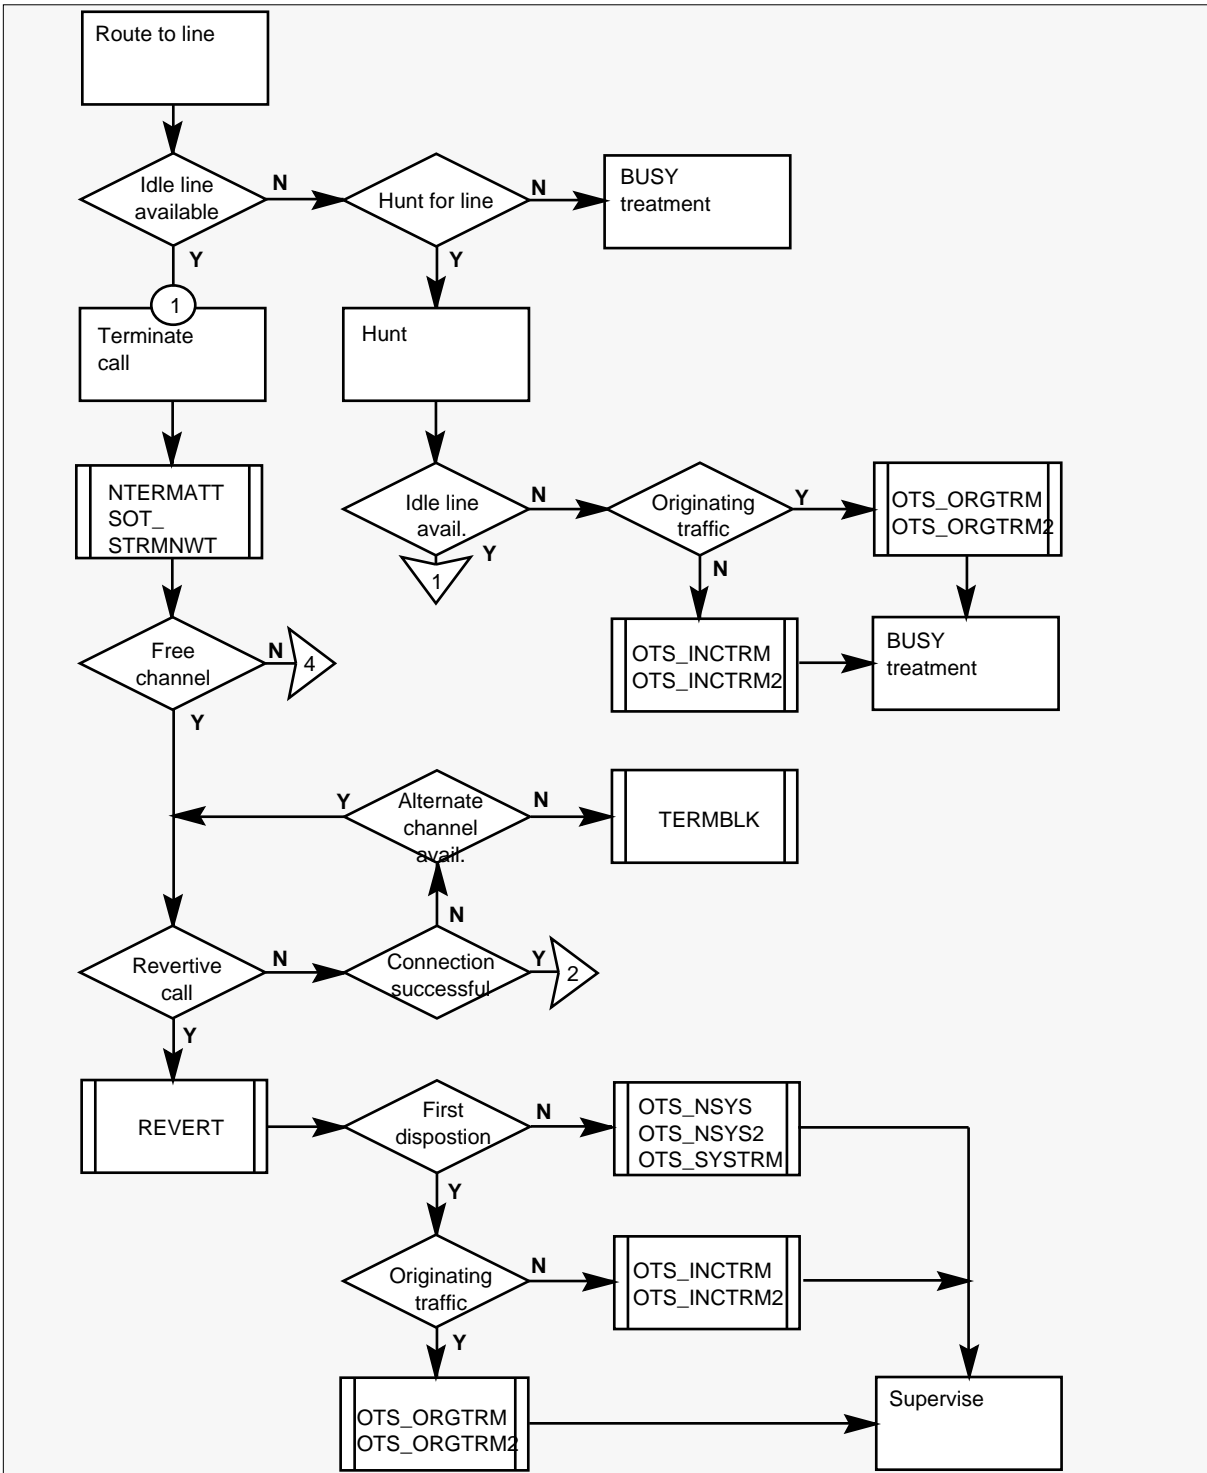 Route to line
Idle line
available
N
Hunt for line
N
BUSY
treatment
Y
Y
1
Terminate
call
Hunt
NTERMATT
SOT_
STRMNWT
Idle line
avail.
N
Y
1
Originating
traffic
Y
OTS_ORGTRM
OTS_ORGTRM2
N
Free
channel
N
4
Y
OTS_INCTRM
OTS_INCTRM2
BUSY
treatment
Y
Alternate
channel
avail.
N
TERMBLK
N
Revertive
call
N
Connection
successful
Y
2
Y
REVERT
First
dispostion
N
OTS_NSYS
OTS_NSYS2
OTS_SYSTRM
Y
Originating
traffic
N
OTS_INCTRM
OTS_INCTRM2
Y
OTS_ORGTRM
OTS_ORGTRM2
Supervise